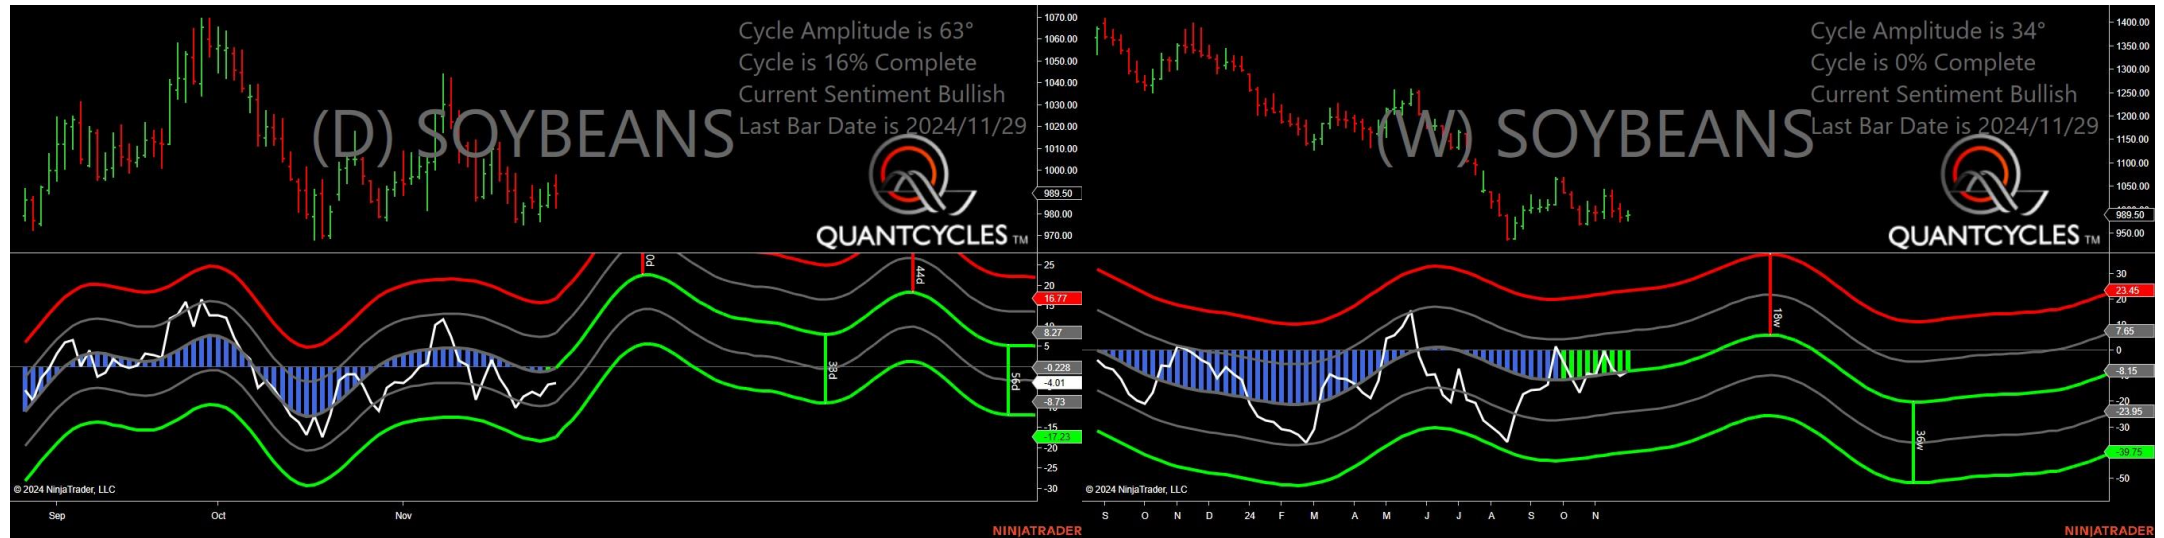 Cycle Amplitude is 63°
Cycle is 16% Complete
Current Sentiment Bullish
Last Bar Date is 2024/11/29
(D) SOYBEANS
QUANTCYCLES TM
1070.00
1060.00
1050.00
1040.00
1030.00
1020.00
1010.00
1000.00
989.50
980.00
970.00
0d
44d
33d
56d
25
20
16.77
8.27
5
-0.228
-4.01
-8.73
-15
-17.23
-20
-25
-30
© 2024 NinjaTrader, LLC
Sep Oct Nov
NINJATRADER
Cycle Amplitude is 34°
Cycle is 0% Complete
Current Sentiment Bullish
Last Bar Date is 2024/11/29
(W) SOYBEANS
QUANTCYCLES TM
1400.00
1350.00
1300.00
1250.00
1200.00
1150.00
1100.00
1050.00
989.50
950.00
18w
36w
30
23.45
20
7.65
0
-8.15
-20
-23.95
-30
-39.75
-50
© 2024 NinjaTrader, LLC
S O N D 24 F M A M J J A S O N
NINJATRADER